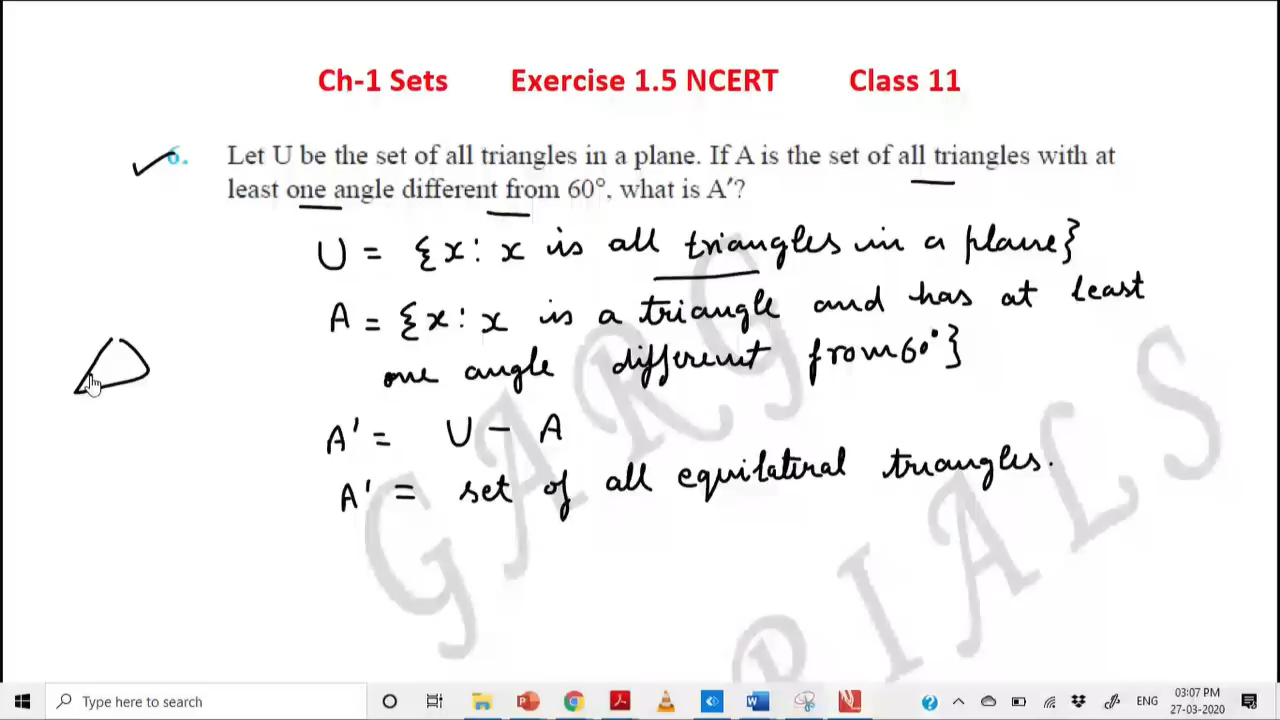 Ch-1 Sets Exercise 1.5 NCERT Class 11
6. Let U be the set of all triangles in a plane. If A is the set of all triangles with at
least one angle different from 60°, what is A′?
U = {x : x is all triangles in a plane}
A = {x : x is a triangle and has at least
one angle different from 60°}
A' = U - A
A' = set of all equilateral triangles.
GARG
RIALS
Type here to search
ENG
03:07 PM
27-03-2020